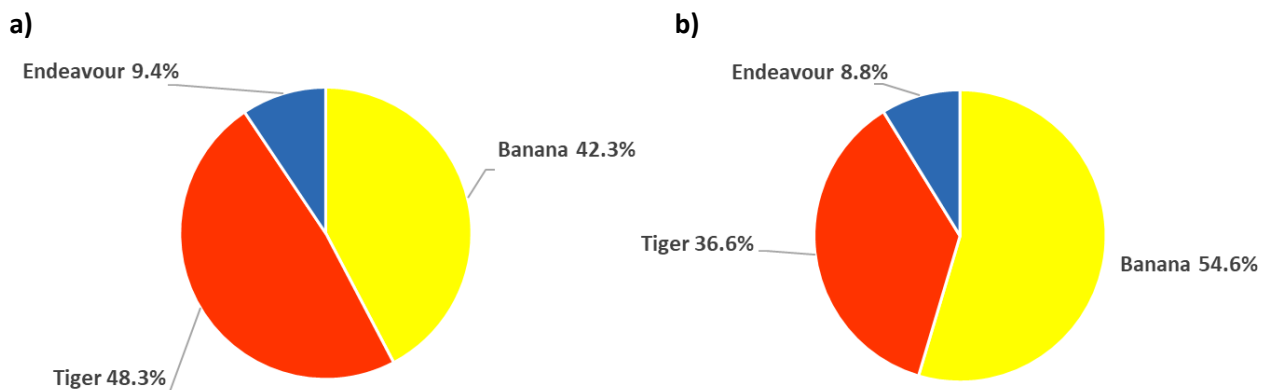 a)
Endeavour 9.4%
Banana 42.3%
Tiger 48.3%
b)
Endeavour 8.8%
Tiger 36.6%
Banana 54.6%